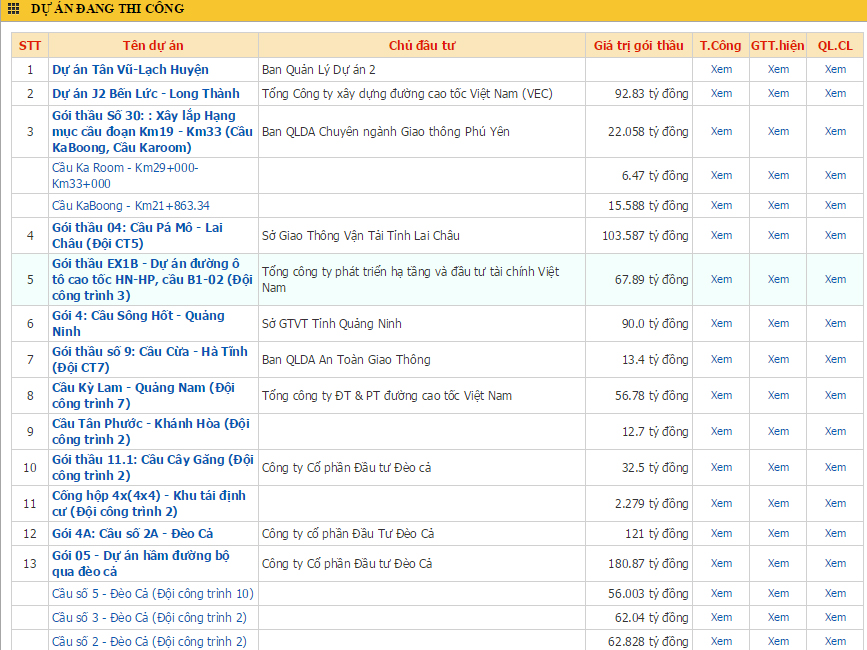 DỰ ÁN ĐANG THI CÔNG
STT Tên dự án Chủ đầu tư Giá trị gói thầu T.Công GTT.hiện QL.CL
1 Dự án Tân Vũ-Lạch Huyện Ban Quản Lý Dự án 2 Xem Xem Xem
2 Dự án J2 Bến Lức - Long Thành Tổng Công ty xây dựng đường cao tốc Việt Nam (VEC) 92.83 tỷ đồng Xem Xem Xem
Gói thầu Số 30: : Xây lắp Hạng
3 mục cầu đoạn Km19 - Km33 (Cầu Ban QLDA Chuyên ngành Giao thông Phú Yên 22.058 tỷ đồng Xem Xem Xem
KaBoong, Cầu Karoom)
Cầu Ka Room - Km29+000-
Km33+000 6.47 tỷ đồng Xem Xem Xem
Cầu KaBoong - Km21+863.34 15.588 tỷ đồng Xem Xem Xem
4 Gói thầu 04: Cầu Pá Mô - Lai
Châu (Đội CT5) Sở Giao Thông Vận Tải Tỉnh Lai Châu 103.587 tỷ đồng Xem Xem Xem
Gói thầu EX1B - Dự án đường ô
5 tô cao tốc HN-HP, cầu B1-02 (Đội Tổng công ty phát triển hạ tầng và đầu tư tài chính Việt 67.89 tỷ đồng Xem Xem Xem
công trình 3) Nam
6 Gói 4: Cầu Sông Hốt - Quảng
Ninh Sở GTVT Tỉnh Quảng Ninh 90.0 tỷ đồng Xem Xem Xem
7 Gói thầu số 9: Cầu Cừa - Hà Tĩnh
(Đội CT7) Ban QLDA An Toàn Giao Thông 13.4 tỷ đồng Xem Xem Xem
8 Cầu Kỳ Lam - Quảng Nam (Đội
công trình 7) Tổng công ty ĐT & PT đường cao tốc Việt Nam 56.78 tỷ đồng Xem Xem Xem
9 Cầu Tân Phước - Khánh Hòa (Đội
công trình 2) 12.7 tỷ đồng Xem Xem Xem
10 Gói thầu 11.1: Cầu Cây Găng (Đội
công trình 2) Công ty Cổ phần Đầu tư Đèo cả 32.5 tỷ đồng Xem Xem Xem
11 Cống hộp 4x(4x4) - Khu tái định
cư (Đội công trình 2) 2.279 tỷ đồng Xem Xem Xem
12 Gói 4A: Cầu số 2A - Đèo Cả Công ty cổ phần Đầu Tư Đèo Cả 121 tỷ đồng Xem Xem Xem
13 Gói 05 - Dự án hầm đường bộ
qua đèo cả Công ty Cổ phần Đầu tư Đèo Cả 180.87 tỷ đồng Xem Xem Xem
Cầu số 5 - Đèo Cả (Đội công trình 10) 56.003 tỷ đồng Xem Xem Xem
Cầu số 3 - Đèo Cả (Đội công trình 2) 62.04 tỷ đồng Xem Xem Xem
Cầu số 2 - Đèo Cả (Đội công trình 2) 62.828 tỷ đồng Xem Xem Xem